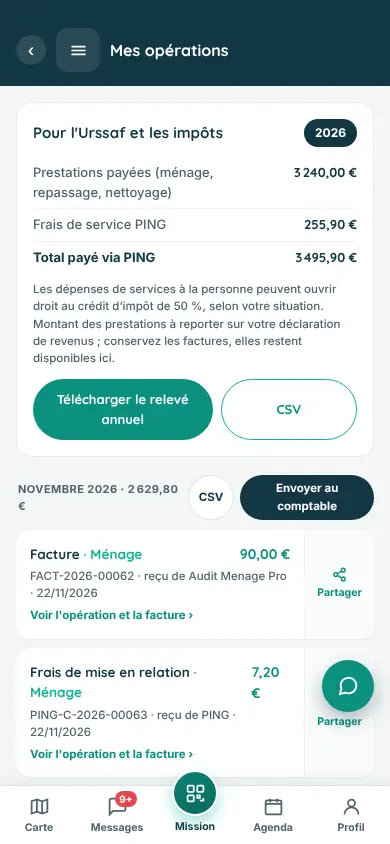 ‹ Mes opérations
Pour l'Urssaf et les impôts 2026
Prestations payées (ménage, 3 240,00 €
repassage, nettoyage)
Frais de service PING 255,90 €
Total payé via PING 3 495,90 €
Les dépenses de services à la personne peuvent ouvrir
droit au crédit d'impôt de 50 %, selon votre situation.
Montant des prestations à reporter sur votre déclaration
de revenus ; conservez les factures, elles restent
disponibles ici.
Télécharger le relevé
annuel
CSV
NOVEMBRE 2026 · 2 629,80
€
CSV
Envoyer au
comptable
Facture · Ménage 90,00 €
FACT-2026-00062 · reçu de Audit Menage Pro
· 22/11/2026
Voir l'opération et la facture ›
Partager
Frais de mise en relation · 7,20
Ménage €
PING-C-2026-00063 · reçu de PING ·
22/11/2026
Voir l'opération et la facture ›
Partager
9+
Carte Messages Mission Agenda Profil